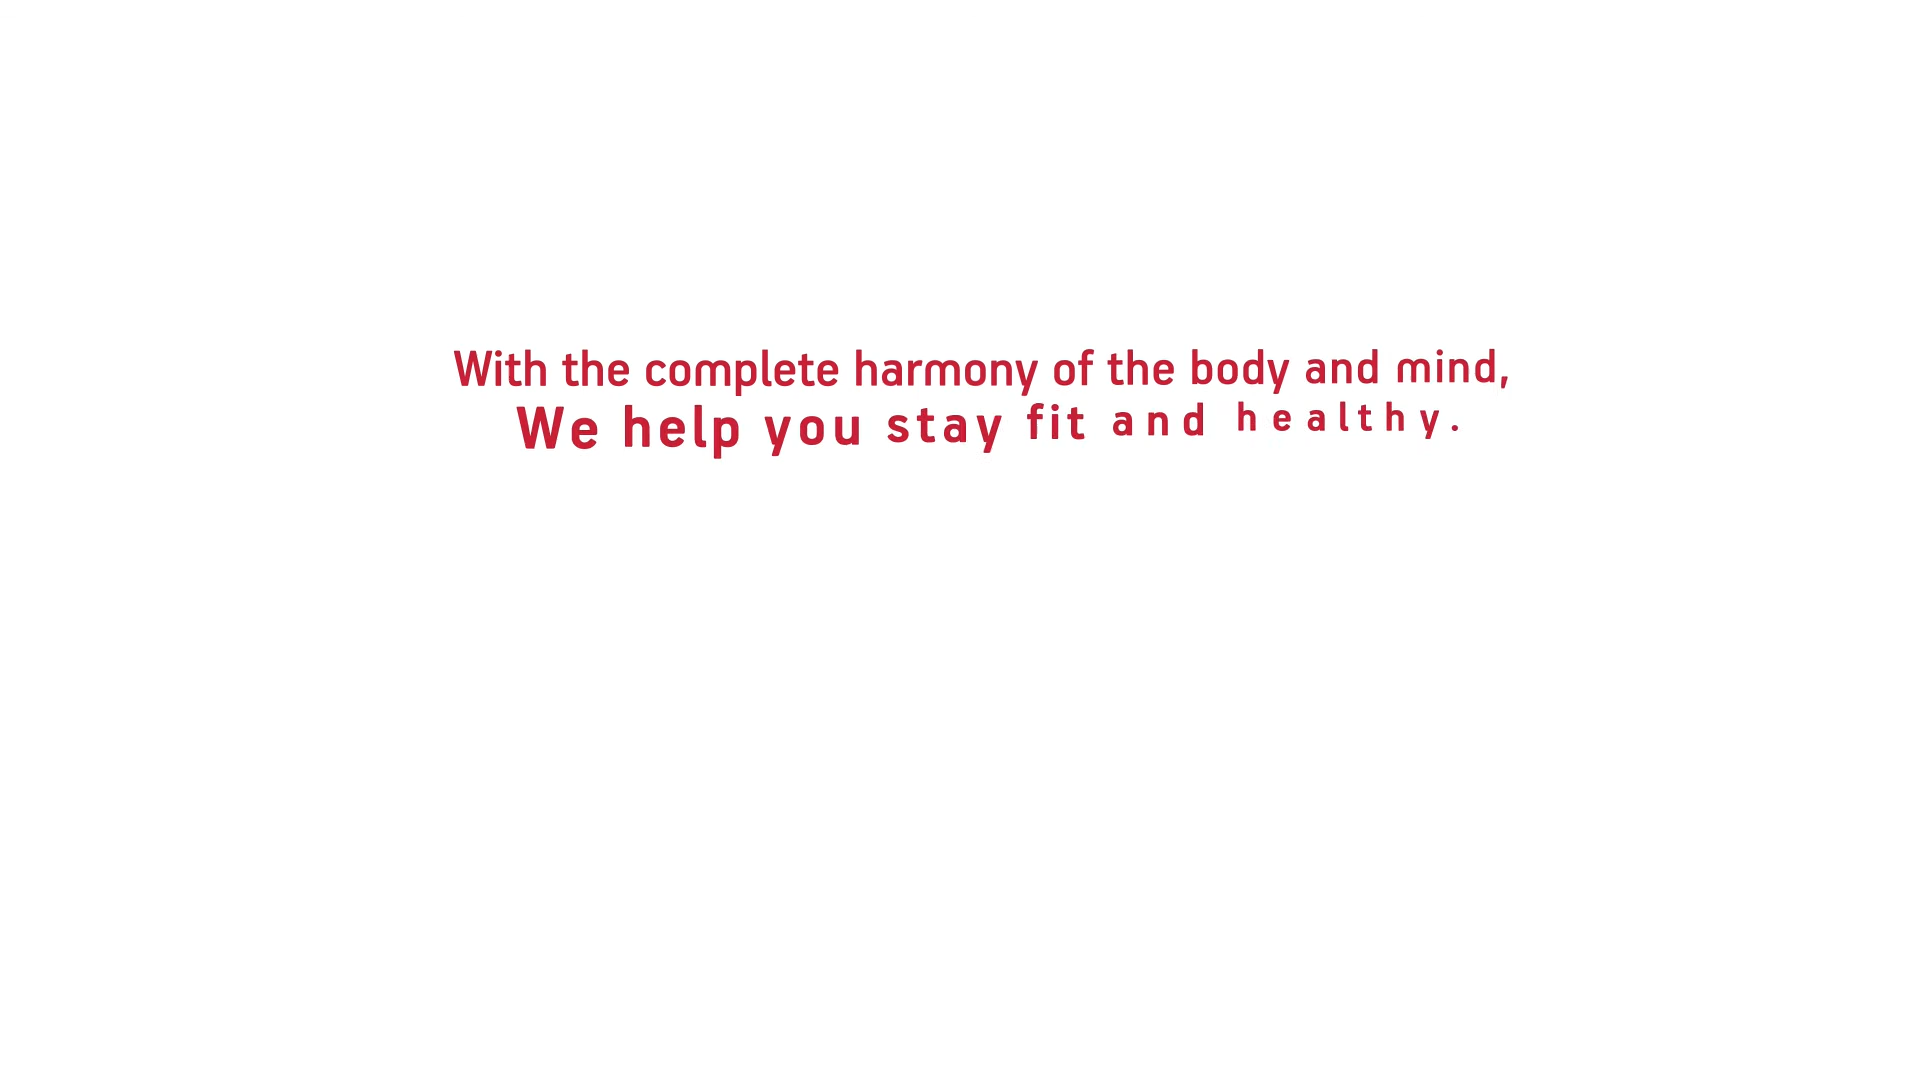 With the complete harmony of the body and mind,
We help you stay fit and healthy.